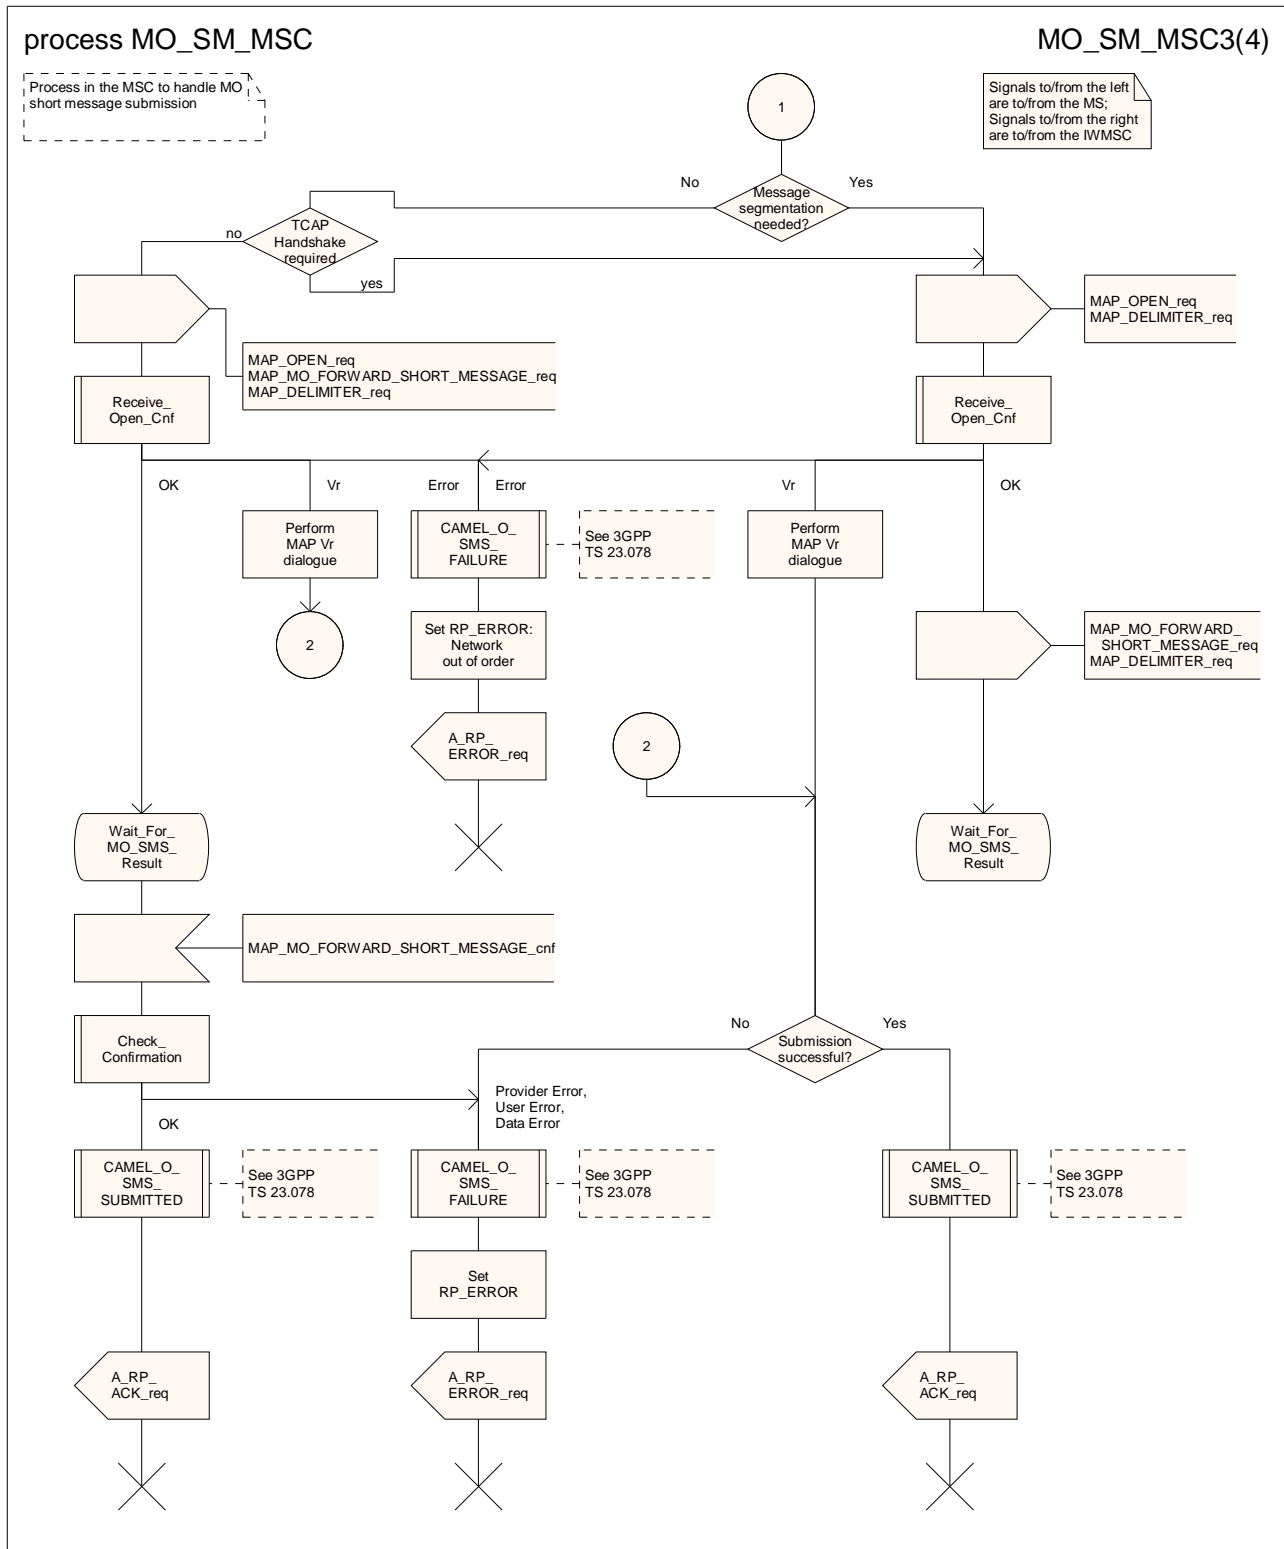 process MO_SM_MSC
MO_SM_MSC3(4)
Process in the MSC to handle MO
short message submission
1
Signals to/from the left
are to/from the MS;
Signals to/from the right
are to/from the IWMSC
No
Message
segmentation
needed?
Yes
no
TCAP
Handshake
required
yes
MAP_OPEN_req
MAP_DELIMITER_req
MAP_OPEN_req
MAP_MO_FORWARD_SHORT_MESSAGE_req
MAP_DELIMITER_req
Receive_
Open_Cnf
Receive_
Open_Cnf
OK
Vr
Error
Error
Vr
OK
Perform
MAP Vr
dialogue
CAMEL_O_
SMS_
FAILURE
See 3GPP
TS 23.078
Perform
MAP Vr
dialogue
2
Set RP_ERROR:
Network
out of order
MAP_MO_FORWARD_
SHORT_MESSAGE_req
MAP_DELIMITER_req
A_RP_
ERROR_req
2
Wait_For_
MO_SMS_
Result
Wait_For_
MO_SMS_
Result
MAP_MO_FORWARD_SHORT_MESSAGE_cnf
Check_
Confirmation
No
Submission
successful?
Yes
Provider Error,
User Error,
Data Error
OK
CAMEL_O_
SMS_
SUBMITTED
See 3GPP
TS 23.078
CAMEL_O_
SMS_
FAILURE
See 3GPP
TS 23.078
CAMEL_O_
SMS_
SUBMITTED
See 3GPP
TS 23.078
Set
RP_ERROR
A_RP_
ACK_req
A_RP_
ERROR_req
A_RP_
ACK_req